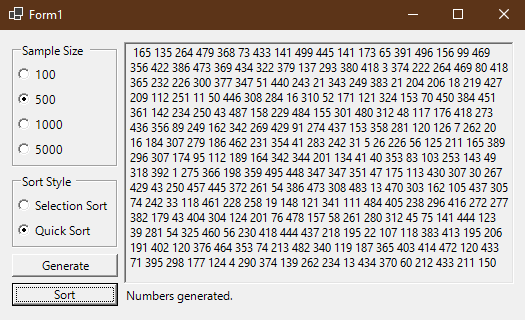 Form1
Sample Size
100
500
1000
5000
Sort Style
Selection Sort
Quick Sort
Generate
Sort
165 135 264 479 368 73 433 141 499 445 141 173 65 391 496 156 99 469
356 422 386 473 369 434 322 379 137 293 380 418 3 374 222 264 469 80 418
365 232 226 300 377 347 51 440 243 21 343 249 383 21 204 206 18 219 427
209 112 251 11 50 446 308 284 16 310 52 171 121 324 153 70 450 384 451
361 142 234 250 43 487 158 229 484 155 301 480 312 48 117 176 418 273
436 356 89 249 162 342 269 429 91 274 437 153 358 281 120 126 7 262 20
16 184 307 279 186 462 231 354 41 283 242 31 5 26 226 56 125 211 165 389
296 307 174 95 112 189 164 342 344 201 134 41 40 353 83 103 253 143 49
318 392 1 275 366 198 359 495 448 347 347 351 47 175 113 430 307 30 267
429 43 250 457 445 372 261 54 386 473 308 483 13 470 303 162 105 437 305
74 242 33 118 461 228 258 19 148 121 341 111 484 405 238 296 416 272 277
382 179 43 404 304 124 201 76 478 157 58 261 280 312 45 75 141 444 123
39 281 54 325 460 56 230 418 444 437 218 195 22 107 118 383 413 195 206
191 402 120 376 464 353 74 213 482 340 119 187 365 403 414 472 120 433
71 395 298 177 124 4 290 374 139 262 234 13 434 370 60 212 433 211 150
Numbers generated.